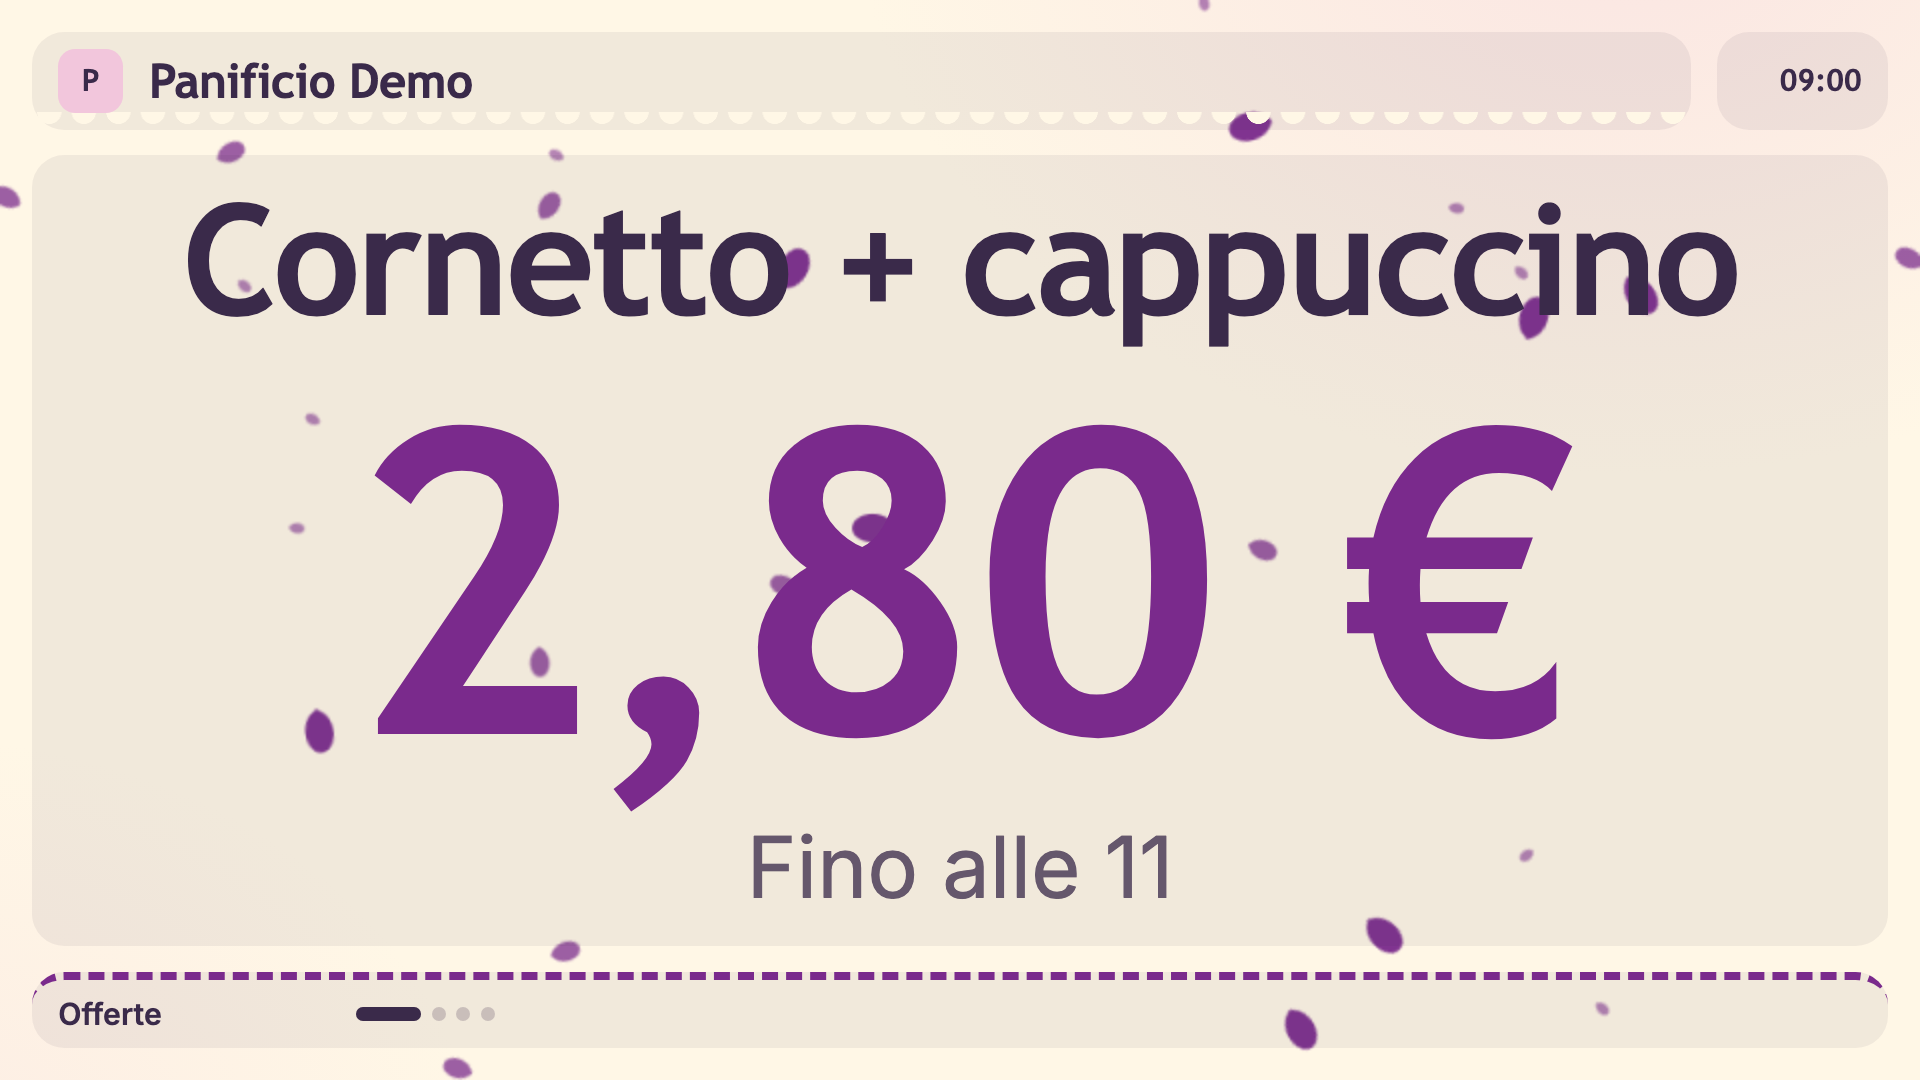 P
Panificio Demo
09:00
Cornetto + cappuccino
2,80 €
Fino alle 11
Offerte